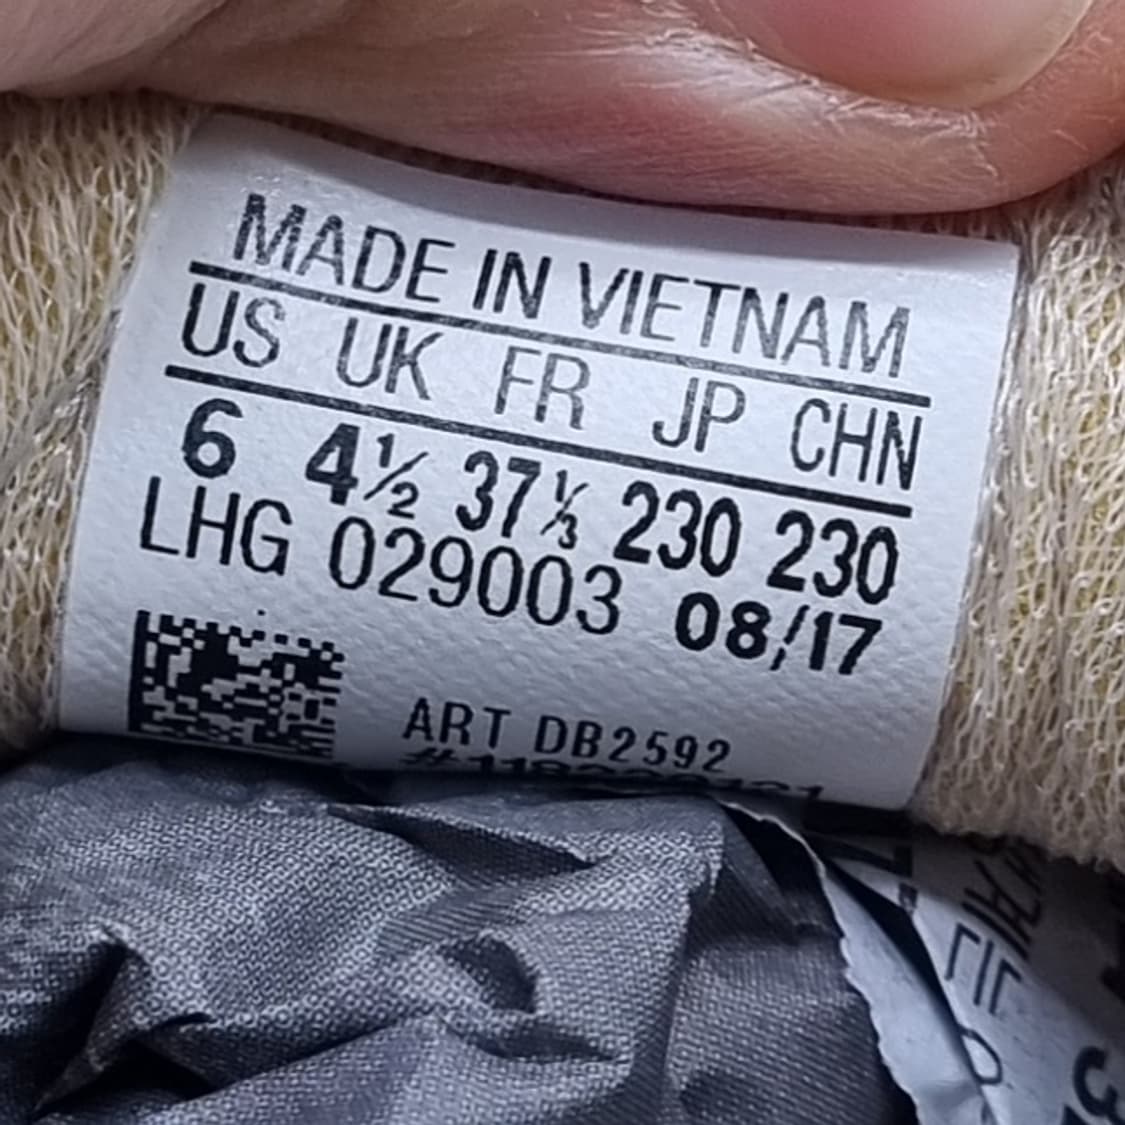 MADE IN VIETNAM
US UK FR JP CHN
6 4½ 37⅓ 230 230
LHG 029003 08/17
ART DB2592